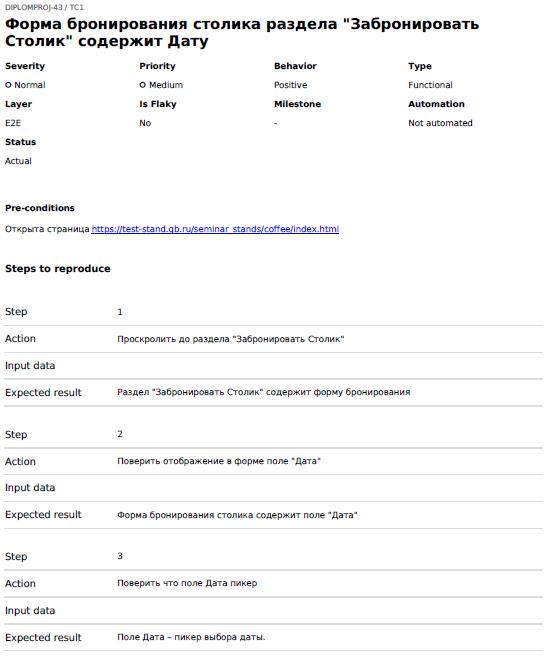 DIPLOMPROJ-43 / TC1
Форма бронирования столика раздела "Забронировать
Столик" содержит Дату
Severity Priority Behavior Type
Normal Medium Positive Functional
Layer Is Flaky Milestone Automation
E2E No - Not automated
Status
Actual
Pre-conditions
Открыта страница https://test-stand.gb.ru/seminar_stands/coffee/index.html
Steps to reproduce
Step 1
Action Проскролить до раздела "Забронировать Столик"
Input data
Expected result Раздел "Забронировать Столик" содержит форму бронирования
Step 2
Action Поверить отображение в форме поле "Дата"
Input data
Expected result Форма бронирования столика содержит поле "Дата"
Step 3
Action Поверить что поле Дата пикер
Input data
Expected result Поле Дата – пикер выбора даты.